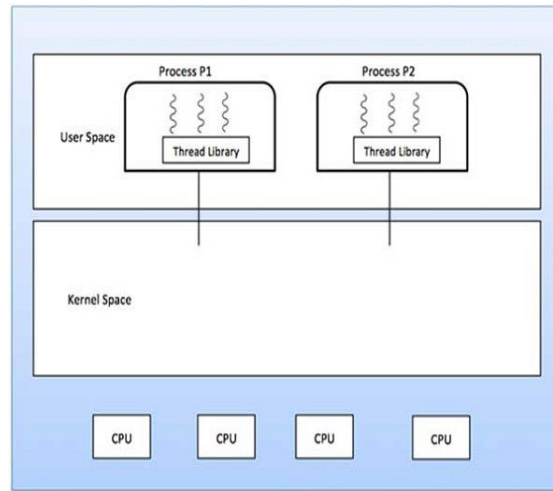 Process P1
Process P2
User Space
Thread Library
Thread Library
Kernel Space
CPU
CPU
CPU
CPU